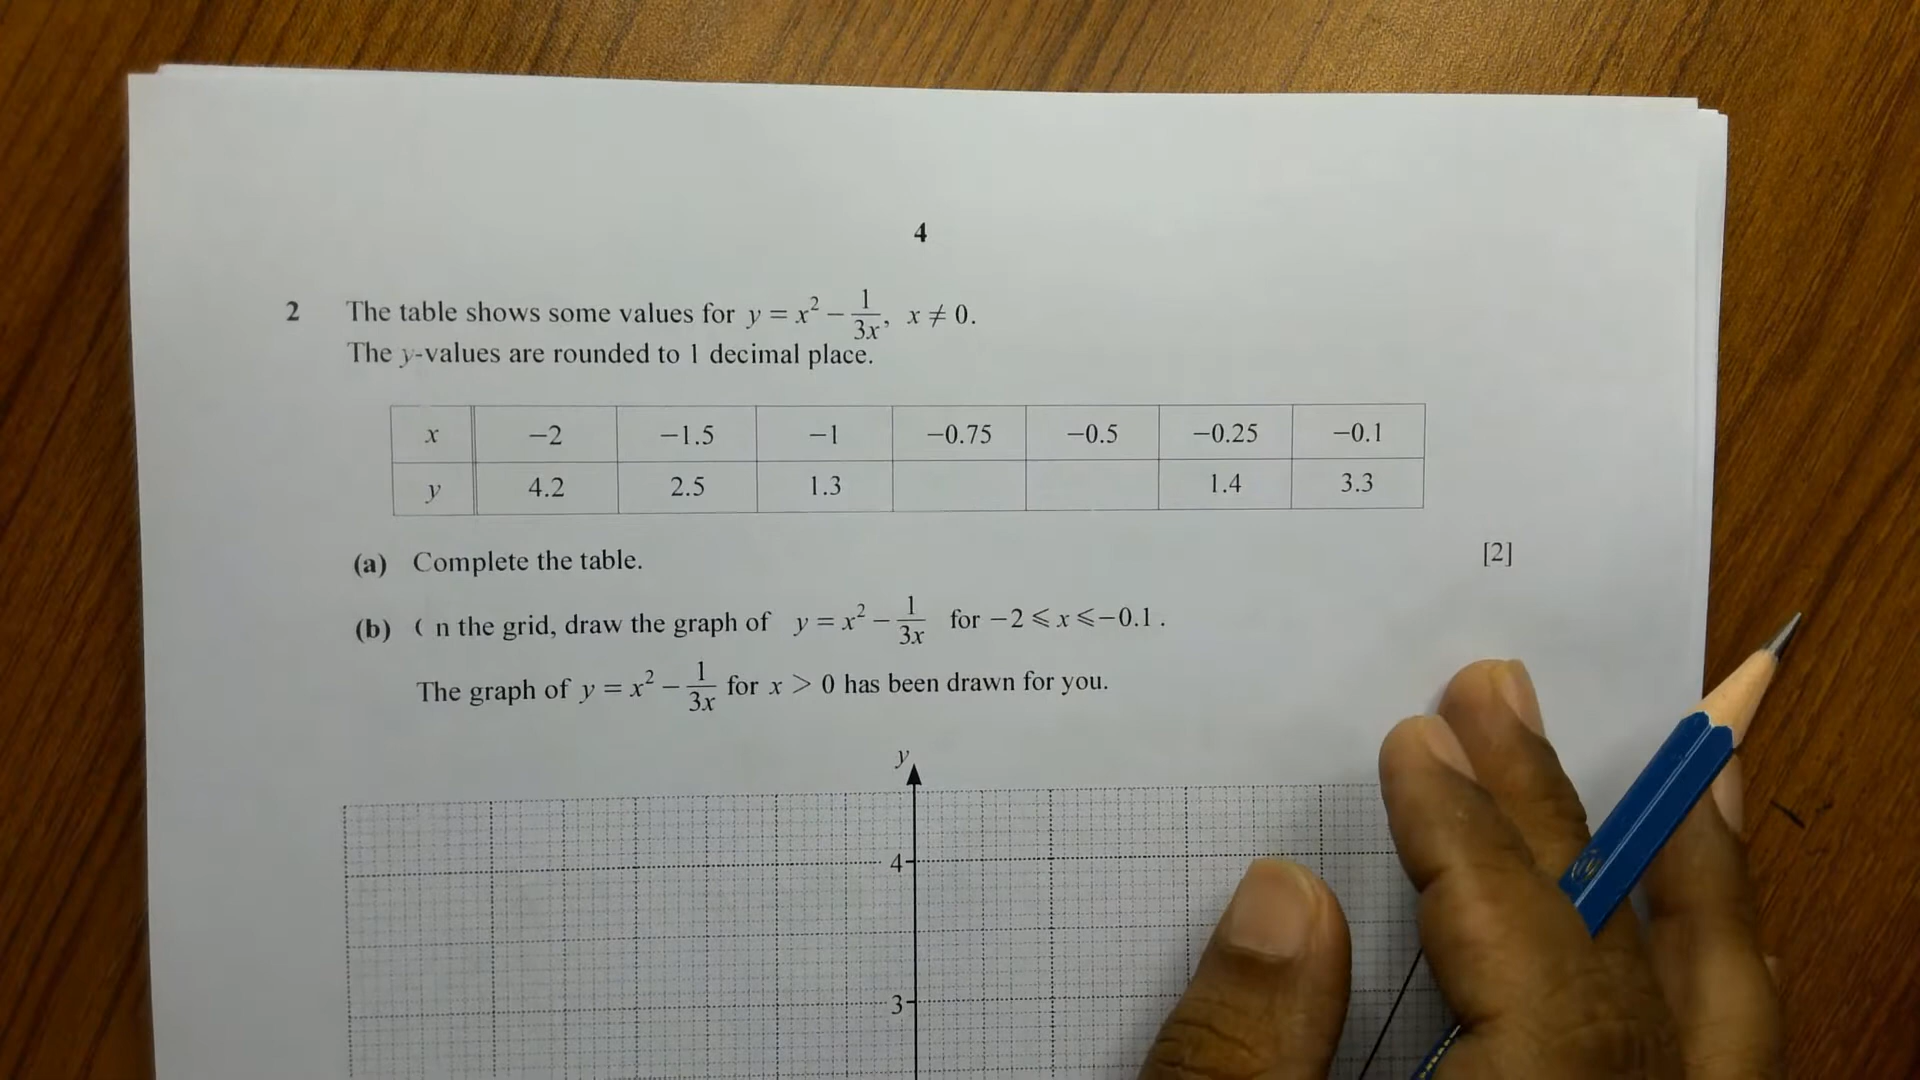 4
2 The table shows some values for y = x² − 1/3x, x ≠ 0.
The y-values are rounded to 1 decimal place.
x −2 −1.5 −1 −0.75 −0.5 −0.25 −0.1
y 4.2 2.5 1.3 1.4 3.3
(a) Complete the table. [2]
(b) ( n the grid, draw the graph of y = x² − 1/3x for −2 ⩽ x ⩽ −0.1 .
The graph of y = x² − 1/3x for x > 0 has been drawn for you.
y
4
3